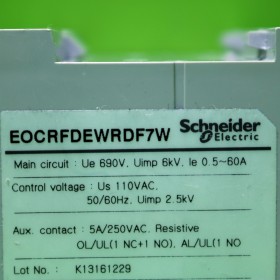 EOCRFDEWRDF7W Schneider Electric
Main circuit : Ue 690V, Uimp 6kV, Ie 0.5~60A
Control voltage : Us 110VAC,
50/60Hz, Uimp 2.5kV
Aux. contact : 5A/250VAC, Resistive
OL/UL(1 NC+1 NO), AL/UL(1 NO
Lot No. : K13161229